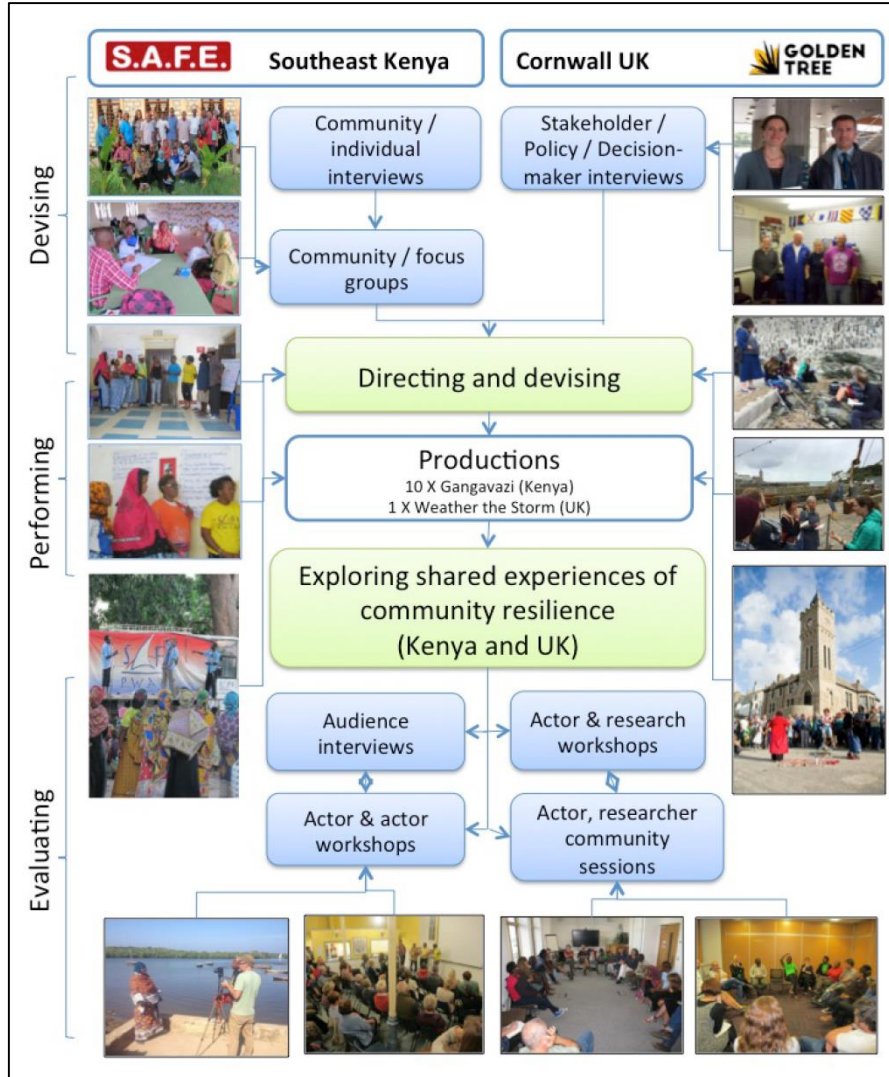 S.A.F.E.
Southeast Kenya
Cornwall UK
GOLDEN
TREE
Devising
Community /
individual
interviews
Stakeholder /
Policy / Decision-
maker interviews
Community / focus
groups
Directing and devising
Performing
Productions
10 X Gangavazi (Kenya)
1 X Weather the Storm (UK)
Exploring shared experiences of
community resilience
(Kenya and UK)
Evaluating
Audience
interviews
Actor & research
workshops
Actor & actor
workshops
Actor, researcher
community
sessions